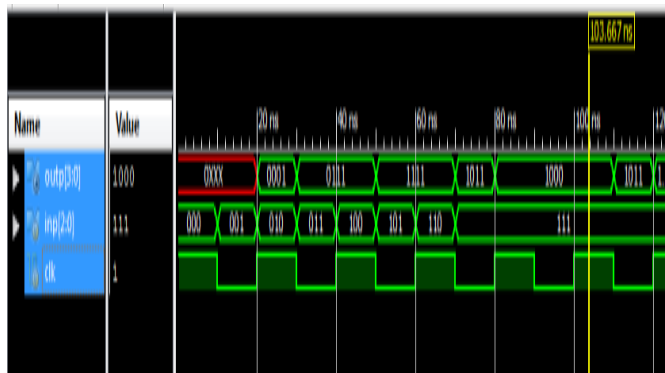 103.667 ns
Name Value
20 ns 40 ns 60 ns 80 ns 100 ns
outp[3:0] 1000 0XXX 0001 0111 1111 1011 1000 1011
inp[2:0] 111 000 001 010 011 100 101 110 111
clk 1